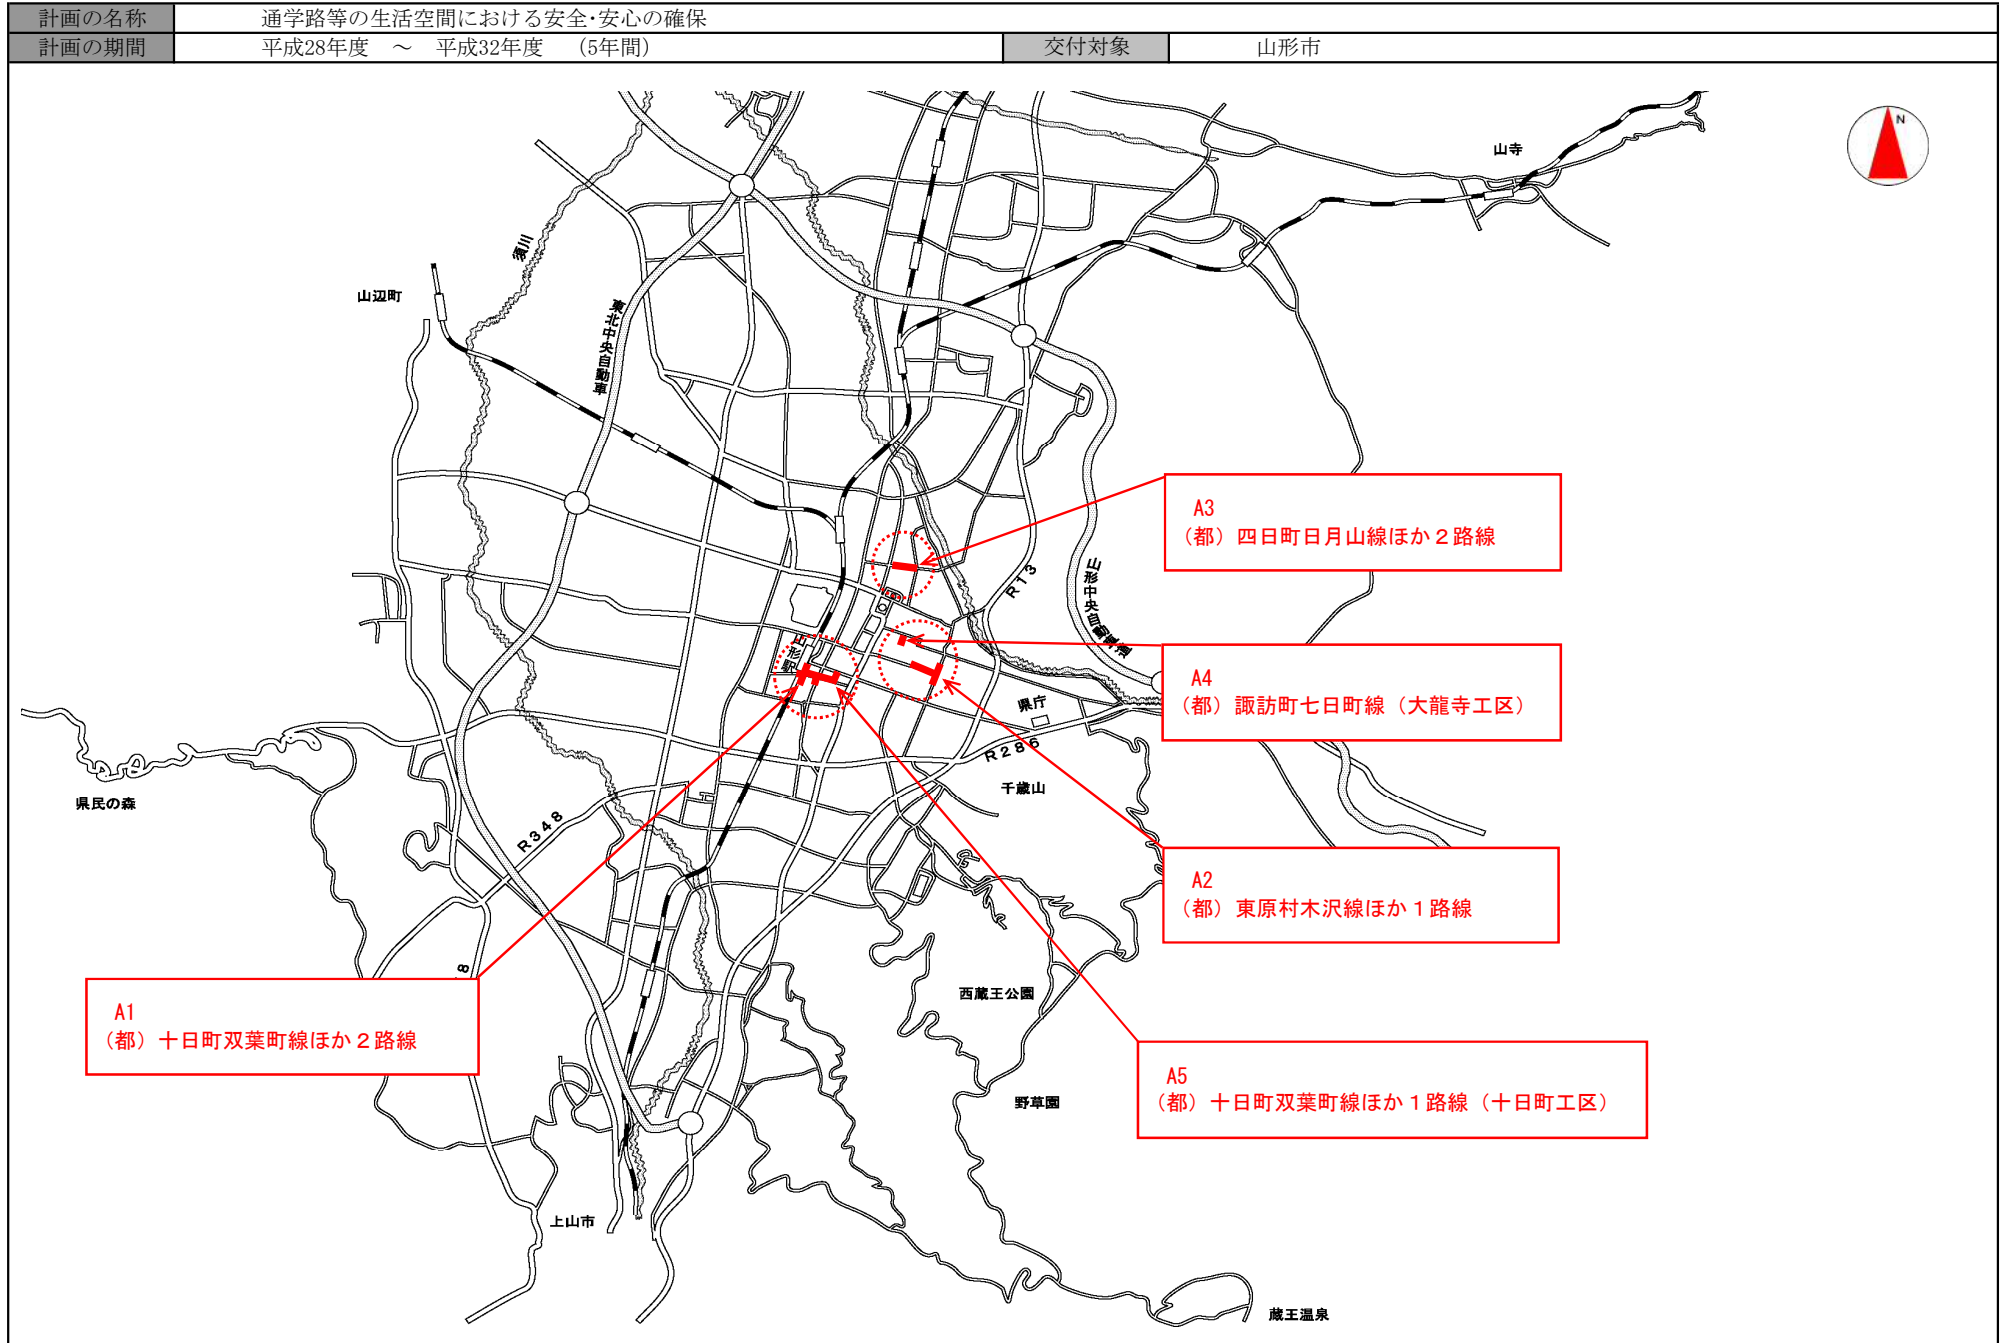 計画の名称 通学路等の生活空間における安全・安心の確保
計画の期間 平成28年度 ～ 平成32年度 （5年間） 交付対象 山形市
N
山寺
須川
山辺町
東北中央自動車
A3
（都）四日町日月山線ほか２路線
R13
山形中央自動車道
山形駅
A4
（都）諏訪町七日町線（大龍寺工区）
県庁
R286
千歳山
県民の森
R348
A2
（都）東原村木沢線ほか１路線
8
西蔵王公園
A1
（都）十日町双葉町線ほか２路線
A5
（都）十日町双葉町線ほか１路線（十日町工区）
野草園
上山市
蔵王温泉